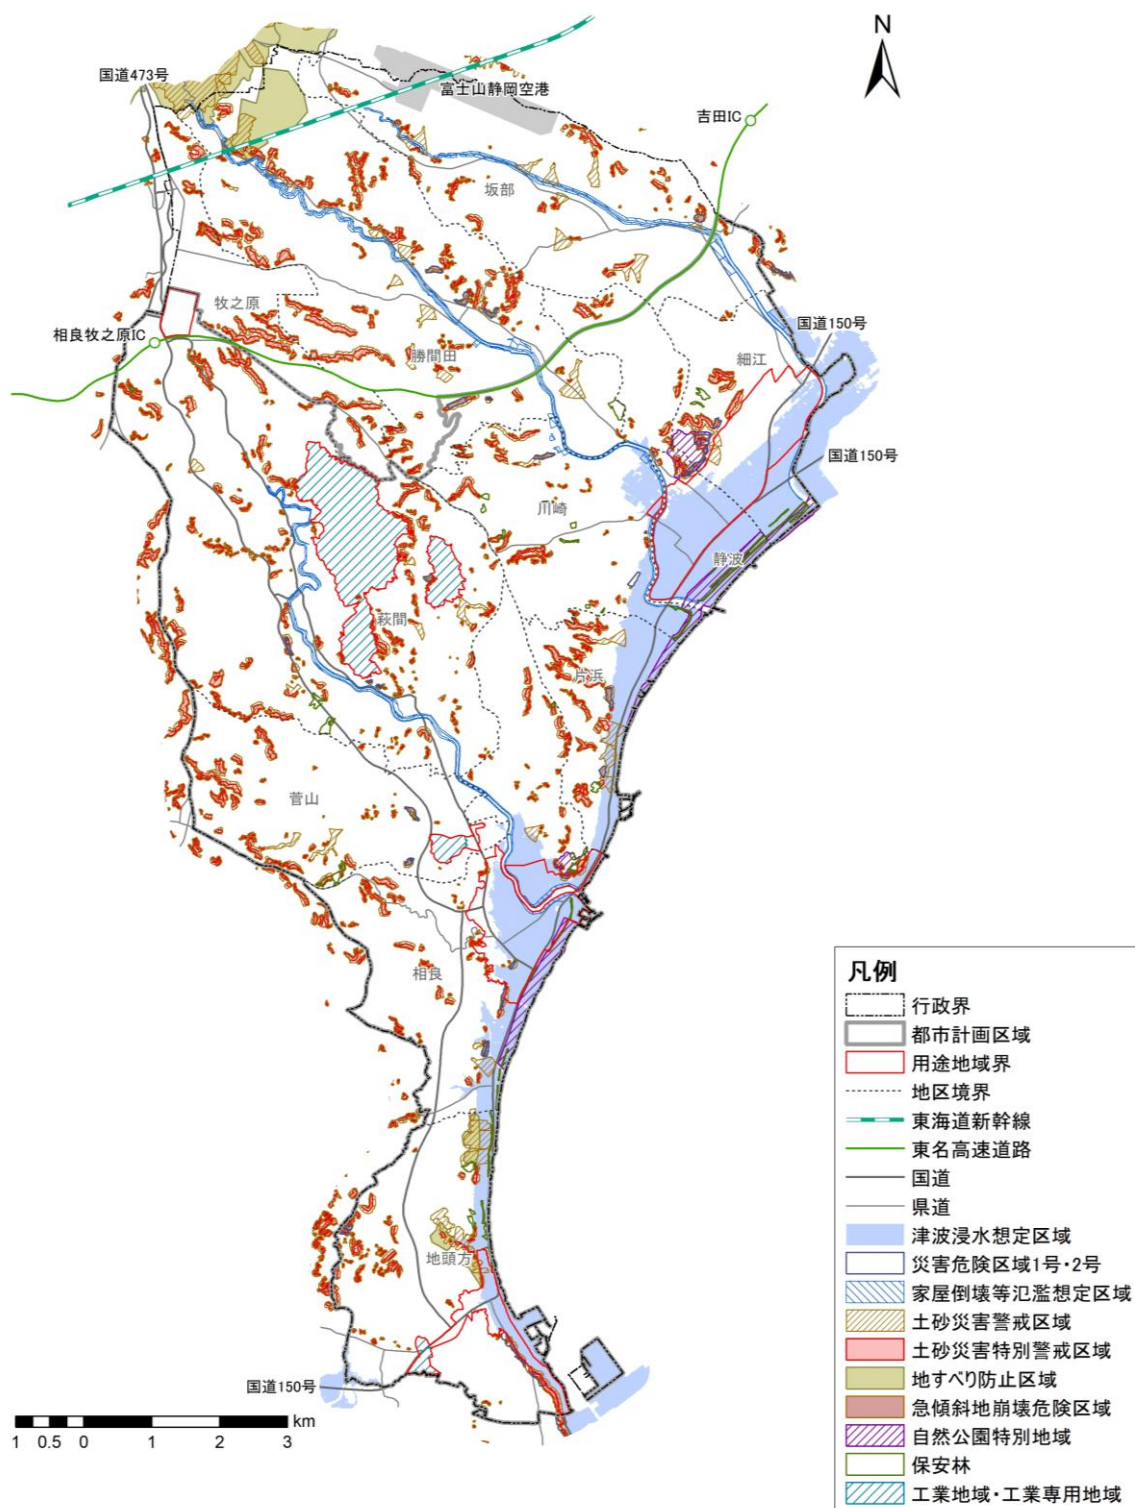 N
国道473号
富士山静岡空港
吉田IC
坂部
牧之原
国道150号
相良牧之原IC
勝間田
細江
国道150号
川崎
静波
萩間
片浜
菅山
相良
地頭方
国道150号
km
1 0.5 0 1 2 3
凡例
行政界
都市計画区域
用途地域界
地区境界
東海道新幹線
東名高速道路
国道
県道
津波浸水想定区域
災害危険区域1号・2号
家屋倒壊等氾濫想定区域
土砂災害警戒区域
土砂災害特別警戒区域
地すべり防止区域
急傾斜地崩壊危険区域
自然公園特別地域
保安林
工業地域・工業専用地域